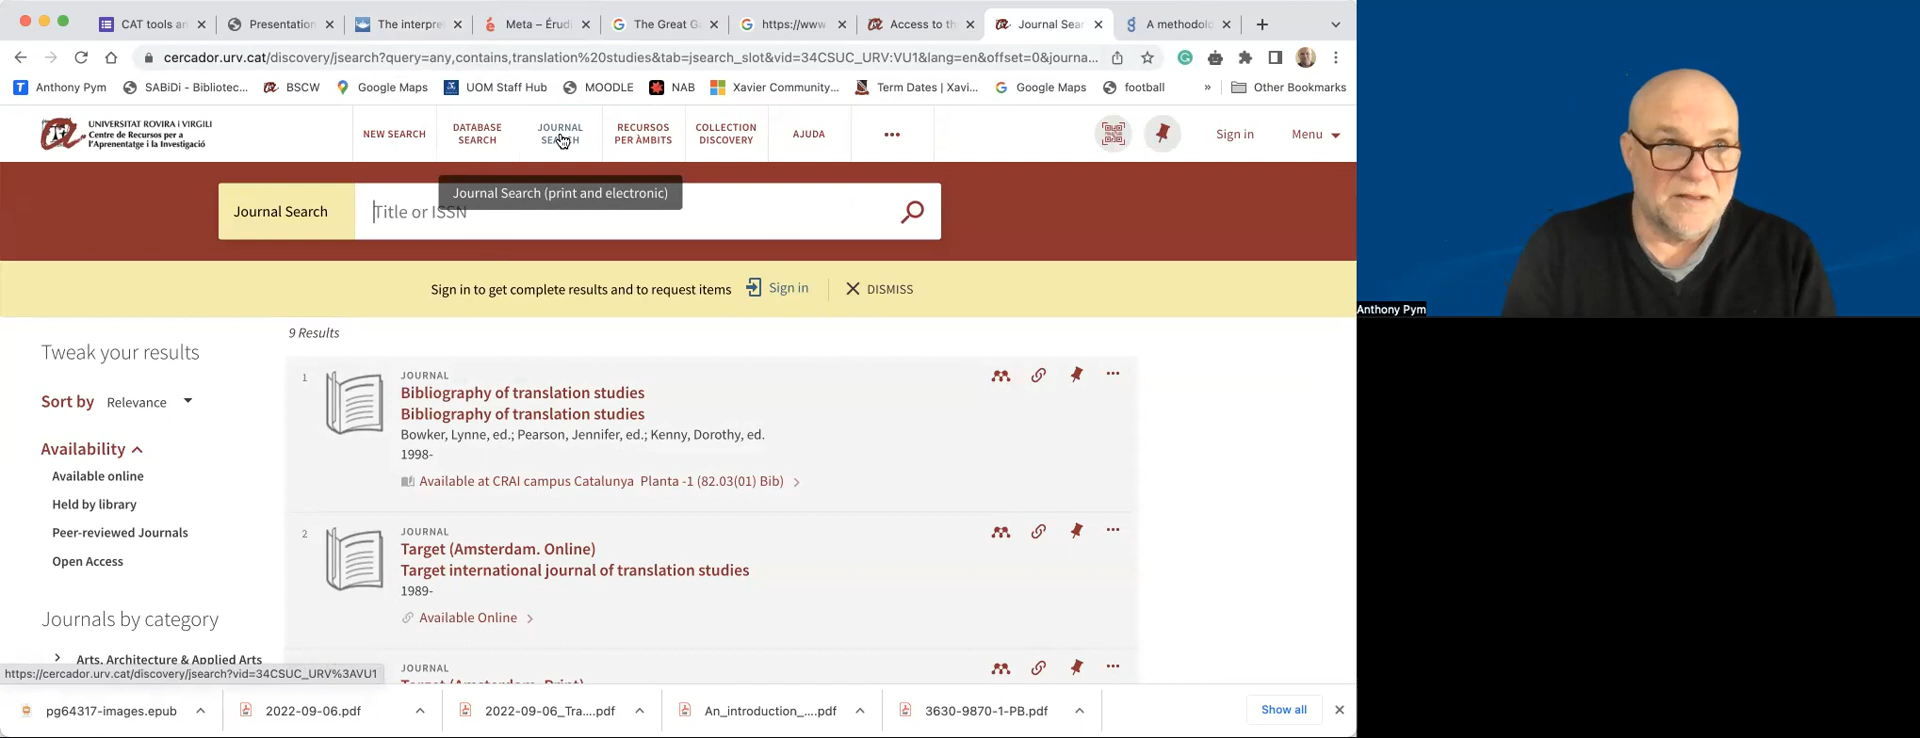 CAT tools an
Presentation
The interpre
Meta – Érudi
The Great Ga
https://www
Access to th
Journal Sear
A methodolo
cercador.urv.cat/discovery/jsearch?query=any,contains,translation%20studies&tab=jsearch_slot&vid=34CSUC_URV:VU1&lang=en&offset=0&journa...
Anthony Pym
SABiDi - Bibliotec...
BSCW
Google Maps
UOM Staff Hub
MOODLE
NAB
Xavier Community...
Term Dates | Xavi...
Google Maps
football
»
Other Bookmarks
UNIVERSITAT ROVIRA i VIRGILI
Centre de Recursos per a
l'Aprenentatge i la Investigació
NEW SEARCH
DATABASE
SEARCH
JOURNAL
SEARCH
RECURSOS
PER ÀMBITS
COLLECTION
DISCOVERY
AJUDA
Sign in
Menu
Journal Search (print and electronic)
Journal Search
Title or ISSN
Sign in to get complete results and to request items
Sign in
DISMISS
9 Results
Tweak your results
Sort by Relevance
Availability
Available online
Held by library
Peer-reviewed Journals
Open Access
Journals by category
Arts, Architecture & Applied Arts
1
JOURNAL
Bibliography of translation studies
Bibliography of translation studies
Bowker, Lynne, ed.; Pearson, Jennifer, ed.; Kenny, Dorothy, ed.
1998-
Available at CRAI campus Catalunya Planta -1 (82.03(01) Bib)
2
JOURNAL
Target (Amsterdam. Online)
Target international journal of translation studies
1989-
Available Online
JOURNAL
Target (Amsterdam. Print)
https://cercador.urv.cat/discovery/jsearch?vid=34CSUC_URV%3AVU1
pg64317-images.epub
2022-09-06.pdf
2022-09-06_Tra....pdf
An_introduction_....pdf
3630-9870-1-PB.pdf
Show all
Anthony Pym